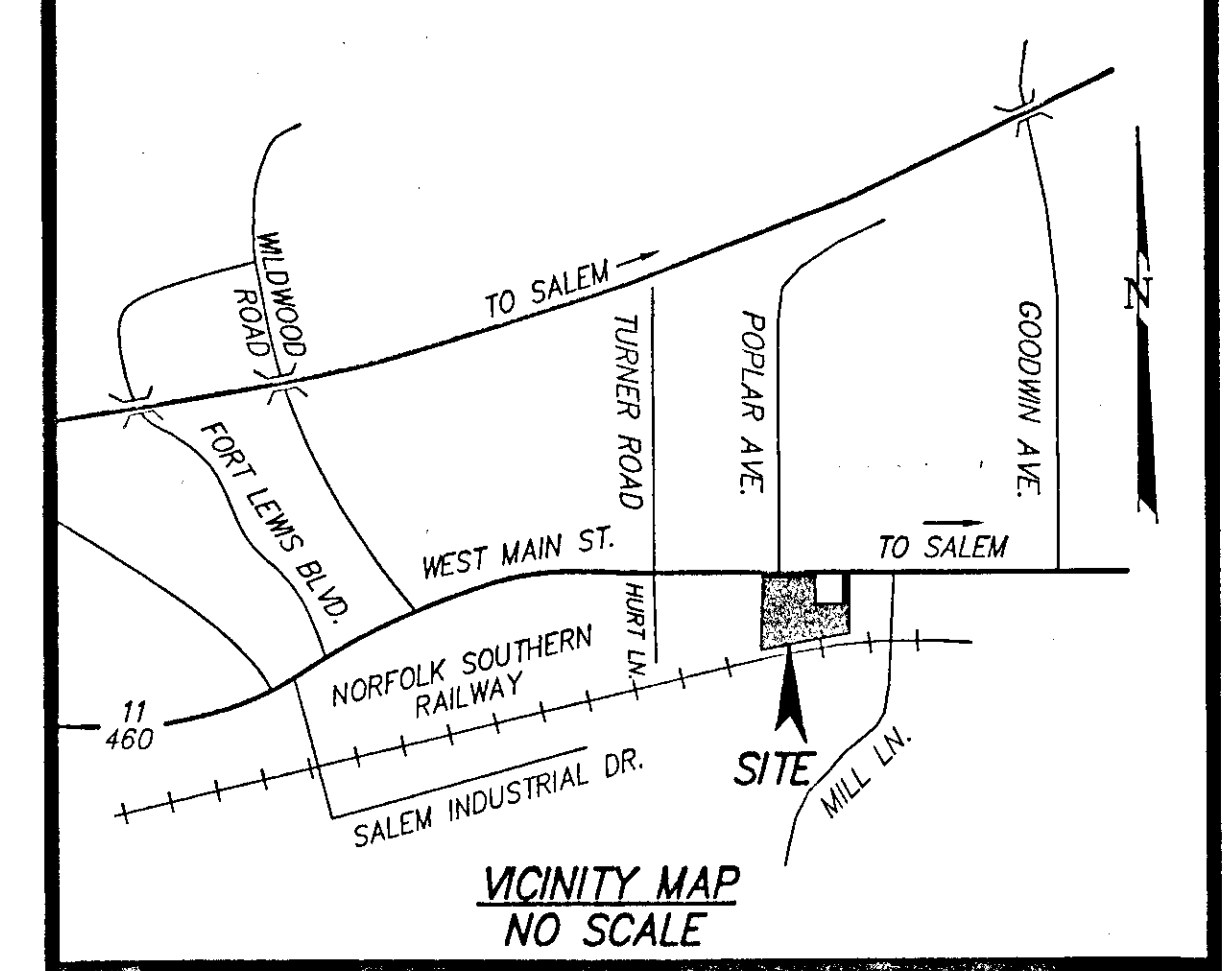 WILDWOOD
ROAD
TO SALEM
N
TURNER ROAD
POPLAR AVE.
GOODWIN AVE.
FORT LEWIS BLVD.
WEST MAIN ST.
TO SALEM
HURT LN.
NORFOLK SOUTHERN
RAILWAY
11
460
SITE
MILL LN.
SALEM INDUSTRIAL DR.
VICINITY MAP
NO SCALE